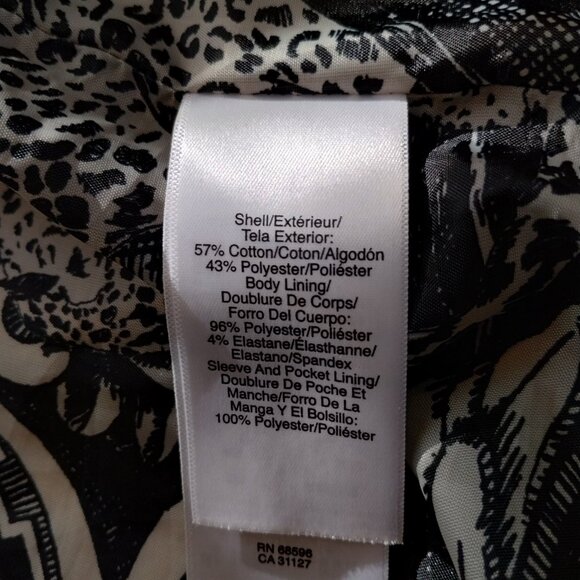 Shell/Extérieur/
Tela Exterior:
57% Cotton/Coton/Algodón
43% Polyester/Poliéster
Body Lining/
Doublure De Corps/
Forro Del Cuerpo:
96% Polyester/Poliéster
4% Elastane/Élasthanne/
Elastano/Spandex
Sleeve And Pocket Lining/
Doublure De Poche Et
Manche/Forro De La
Manga Y El Bolsillo:
100% Polyester/Poliéster
RN 68596
CA 31127